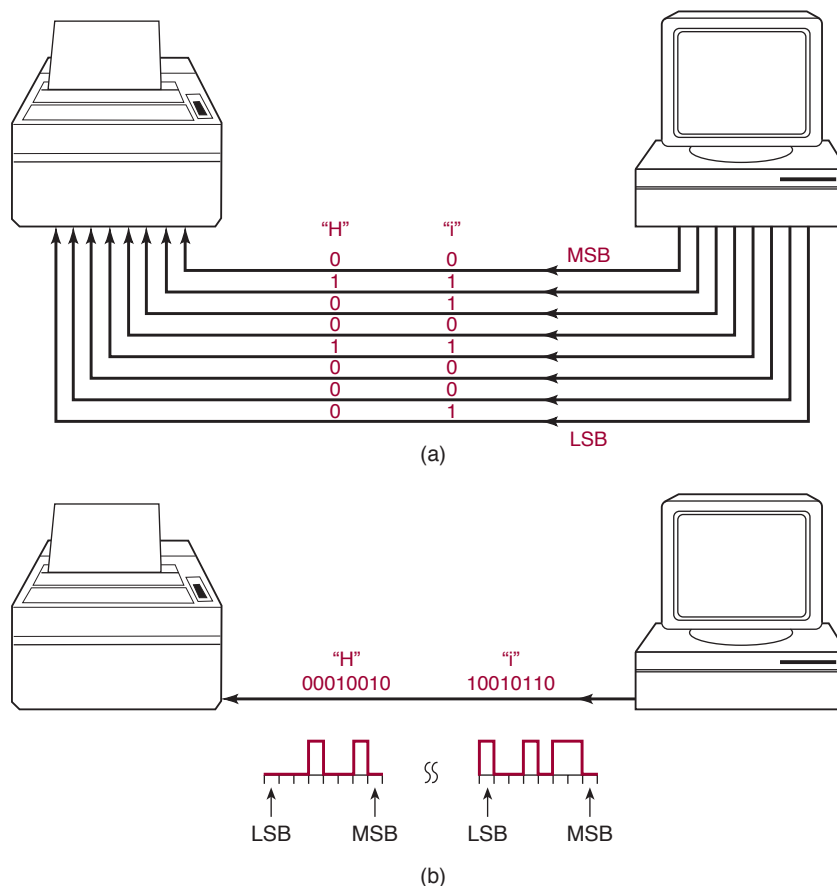 “H” “i”
0 0 MSB
1 1
0 1
0 0
1 1
0 0
0 0
0 1
LSB
(a)
“H” “i”
00010010 10010110
LSB MSB LSB MSB
(b)